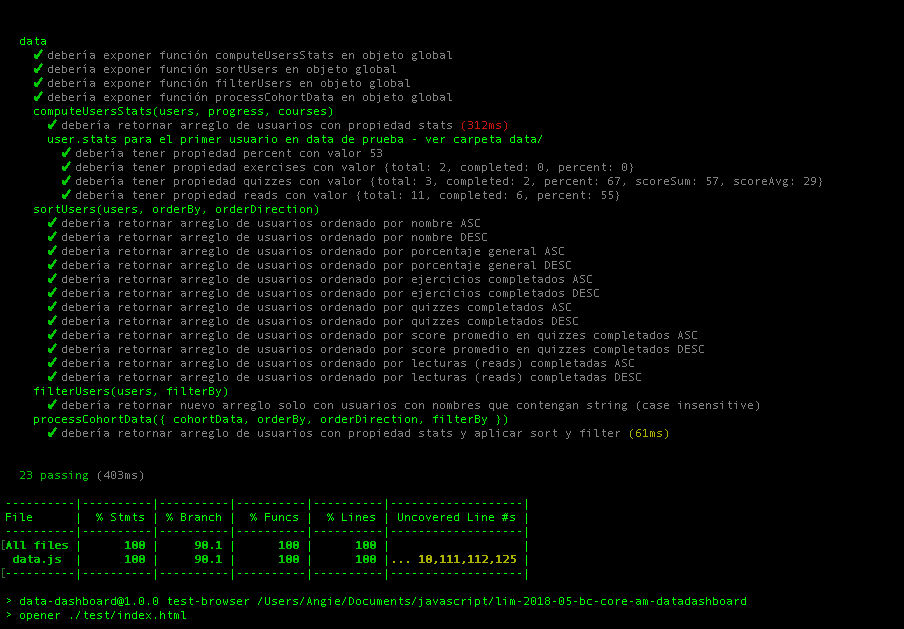 data
✔ debería exponer función computeUsersStats en objeto global
✔ debería exponer función sortUsers en objeto global
✔ debería exponer función filterUsers en objeto global
✔ debería exponer función processCohortData en objeto global
computeUsersStats(users, progress, courses)
✔ debería retornar arreglo de usuarios con propiedad stats (312ms)
user.stats para el primer usuario en data de prueba - ver carpeta data/
✔ debería tener propiedad percent con valor 53
✔ debería tener propiedad exercises con valor {total: 2, completed: 0, percent: 0}
✔ debería tener propiedad quizzes con valor {total: 3, completed: 2, percent: 67, scoreSum: 57, scoreAvg: 29}
✔ debería tener propiedad reads con valor {total: 11, completed: 6, percent: 55}
sortUsers(users, orderBy, orderDirection)
✔ debería retornar arreglo de usuarios ordenado por nombre ASC
✔ debería retornar arreglo de usuarios ordenado por nombre DESC
✔ debería retornar arreglo de usuarios ordenado por porcentaje general ASC
✔ debería retornar arreglo de usuarios ordenado por porcentaje general DESC
✔ debería retornar arreglo de usuarios ordenado por ejercicios completados ASC
✔ debería retornar arreglo de usuarios ordenado por ejercicios completados DESC
✔ debería retornar arreglo de usuarios ordenado por quizzes completados ASC
✔ debería retornar arreglo de usuarios ordenado por quizzes completados DESC
✔ debería retornar arreglo de usuarios ordenado por score promedio en quizzes completados ASC
✔ debería retornar arreglo de usuarios ordenado por score promedio en quizzes completados DESC
✔ debería retornar arreglo de usuarios ordenado por lecturas (reads) completadas ASC
✔ debería retornar arreglo de usuarios ordenado por lecturas (reads) completadas DESC
filterUsers(users, filterBy)
✔ debería retornar nuevo arreglo solo con usuarios con nombres que contengan string (case insensitive)
processCohortData({ cohortData, orderBy, orderDirection, filterBy })
✔ debería retornar arreglo de usuarios con propiedad stats y aplicar sort y filter (61ms)
23 passing (403ms)
----------|----------|----------|----------|----------|-------------------|
File | % Stmts | % Branch | % Funcs | % Lines | Uncovered Line #s |
----------|----------|----------|----------|----------|-------------------|
[All files | 100 | 90.1 | 100 | 100 | |
data.js | 100 | 90.1 | 100 | 100 |... 10,111,112,125 |
[----------|----------|----------|----------|----------|-------------------|
> data-dashboard@1.0.0 test-browser /Users/Angie/Documents/javascript/lim-2018-05-bc-core-am-datadashboard
> opener ./test/index.html